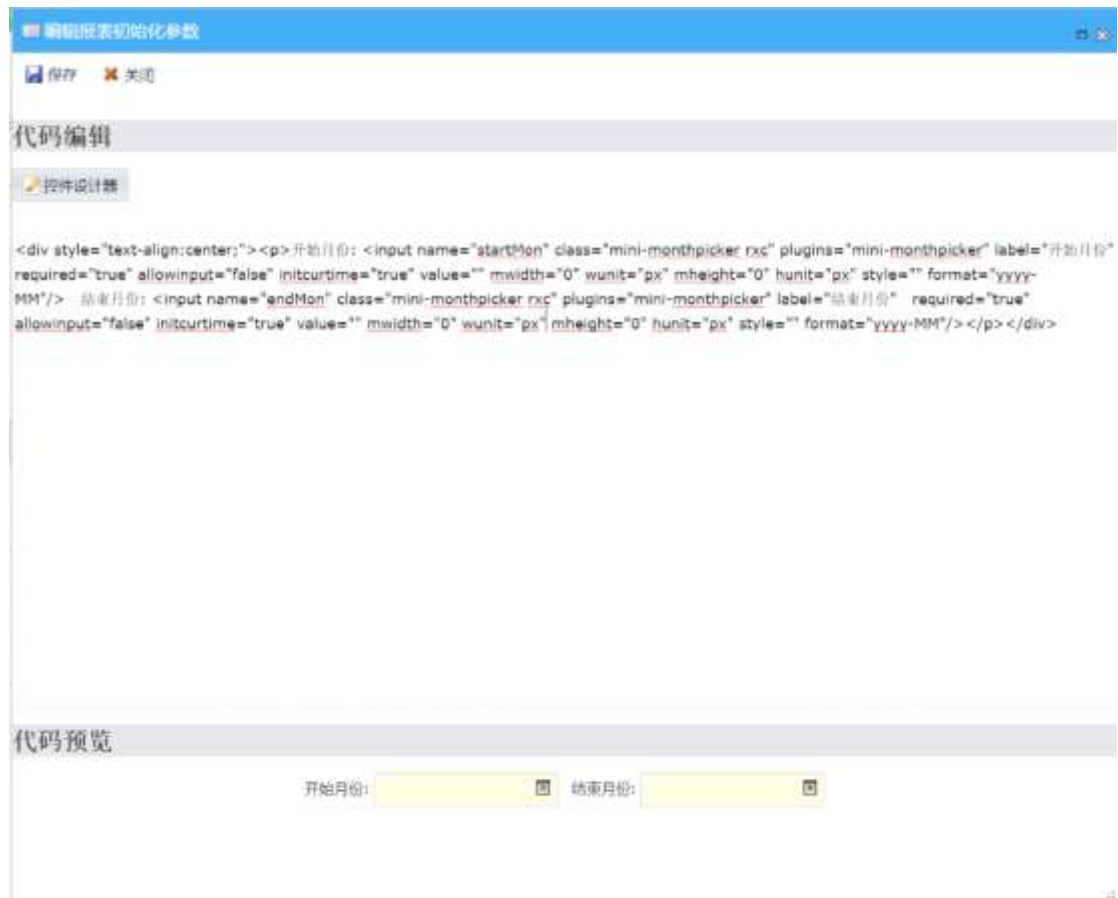 编辑报表初始化参数
保存 关闭
代码编辑
控件设计器
<div style="text-align:center;"><p>开始月份: <input name="startMon" class="mini-monthpicker rxc" plugins="mini-monthpicker" label="开始月份"
required="true" allowinput="false" initcurtime="true" value="" mwidth="0" wunit="px" mheight="0" hunit="px" style="" format="yyyy-
MM"/> 结束月份: <input name="endMon" class="mini-monthpicker rxc" plugins="mini-monthpicker" label="结束月份" required="true"
allowinput="false" initcurtime="true" value="" mwidth="0" wunit="px" mheight="0" hunit="px" style="" format="yyyy-MM"/></p></div>
代码预览
开始月份: 结束月份: